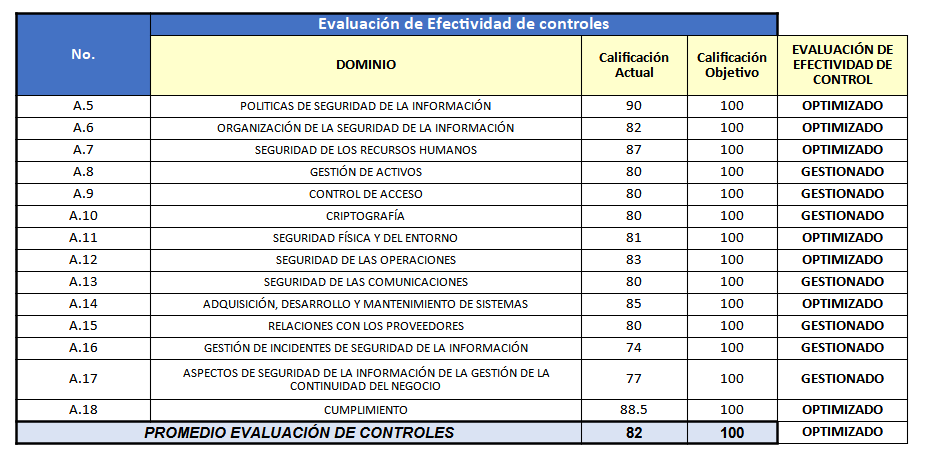 Evaluación de Efectividad de controles
No. DOMINIO Calificación Actual Calificación Objetivo EVALUACIÓN DE EFECTIVIDAD DE CONTROL
A.5 POLITICAS DE SEGURIDAD DE LA INFORMACIÓN 90 100 OPTIMIZADO
A.6 ORGANIZACIÓN DE LA SEGURIDAD DE LA INFORMACIÓN 82 100 OPTIMIZADO
A.7 SEGURIDAD DE LOS RECURSOS HUMANOS 87 100 OPTIMIZADO
A.8 GESTIÓN DE ACTIVOS 80 100 GESTIONADO
A.9 CONTROL DE ACCESO 80 100 GESTIONADO
A.10 CRIPTOGRAFÍA 80 100 GESTIONADO
A.11 SEGURIDAD FÍSICA Y DEL ENTORNO 81 100 OPTIMIZADO
A.12 SEGURIDAD DE LAS OPERACIONES 83 100 OPTIMIZADO
A.13 SEGURIDAD DE LAS COMUNICACIONES 80 100 GESTIONADO
A.14 ADQUISICIÓN, DESARROLLO Y MANTENIMIENTO DE SISTEMAS 85 100 OPTIMIZADO
A.15 RELACIONES CON LOS PROVEEDORES 80 100 GESTIONADO
A.16 GESTIÓN DE INCIDENTES DE SEGURIDAD DE LA INFORMACIÓN 74 100 GESTIONADO
A.17 ASPECTOS DE SEGURIDAD DE LA INFORMACIÓN DE LA GESTIÓN DE LA CONTINUIDAD DEL NEGOCIO 77 100 GESTIONADO
A.18 CUMPLIMIENTO 88.5 100 OPTIMIZADO
PROMEDIO EVALUACIÓN DE CONTROLES 82 100 OPTIMIZADO